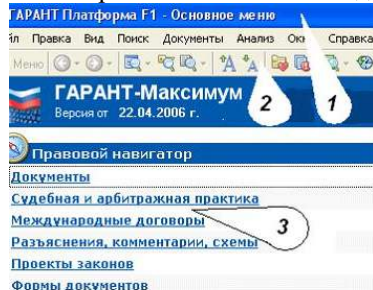 ГАРАНТ Платформа F1 - Основное меню
йл Правка Вид Поиск Документы Анализ Окн Справка
Меню
ГАРАНТ-Максимум
Версия от 22.04.2006 г.
2
1
Правовой навигатор
Документы
Судебная и арбитражная практика
Международные договоры
3
Разъяснения, комментарии, схемы
Проекты законов
Формы документов